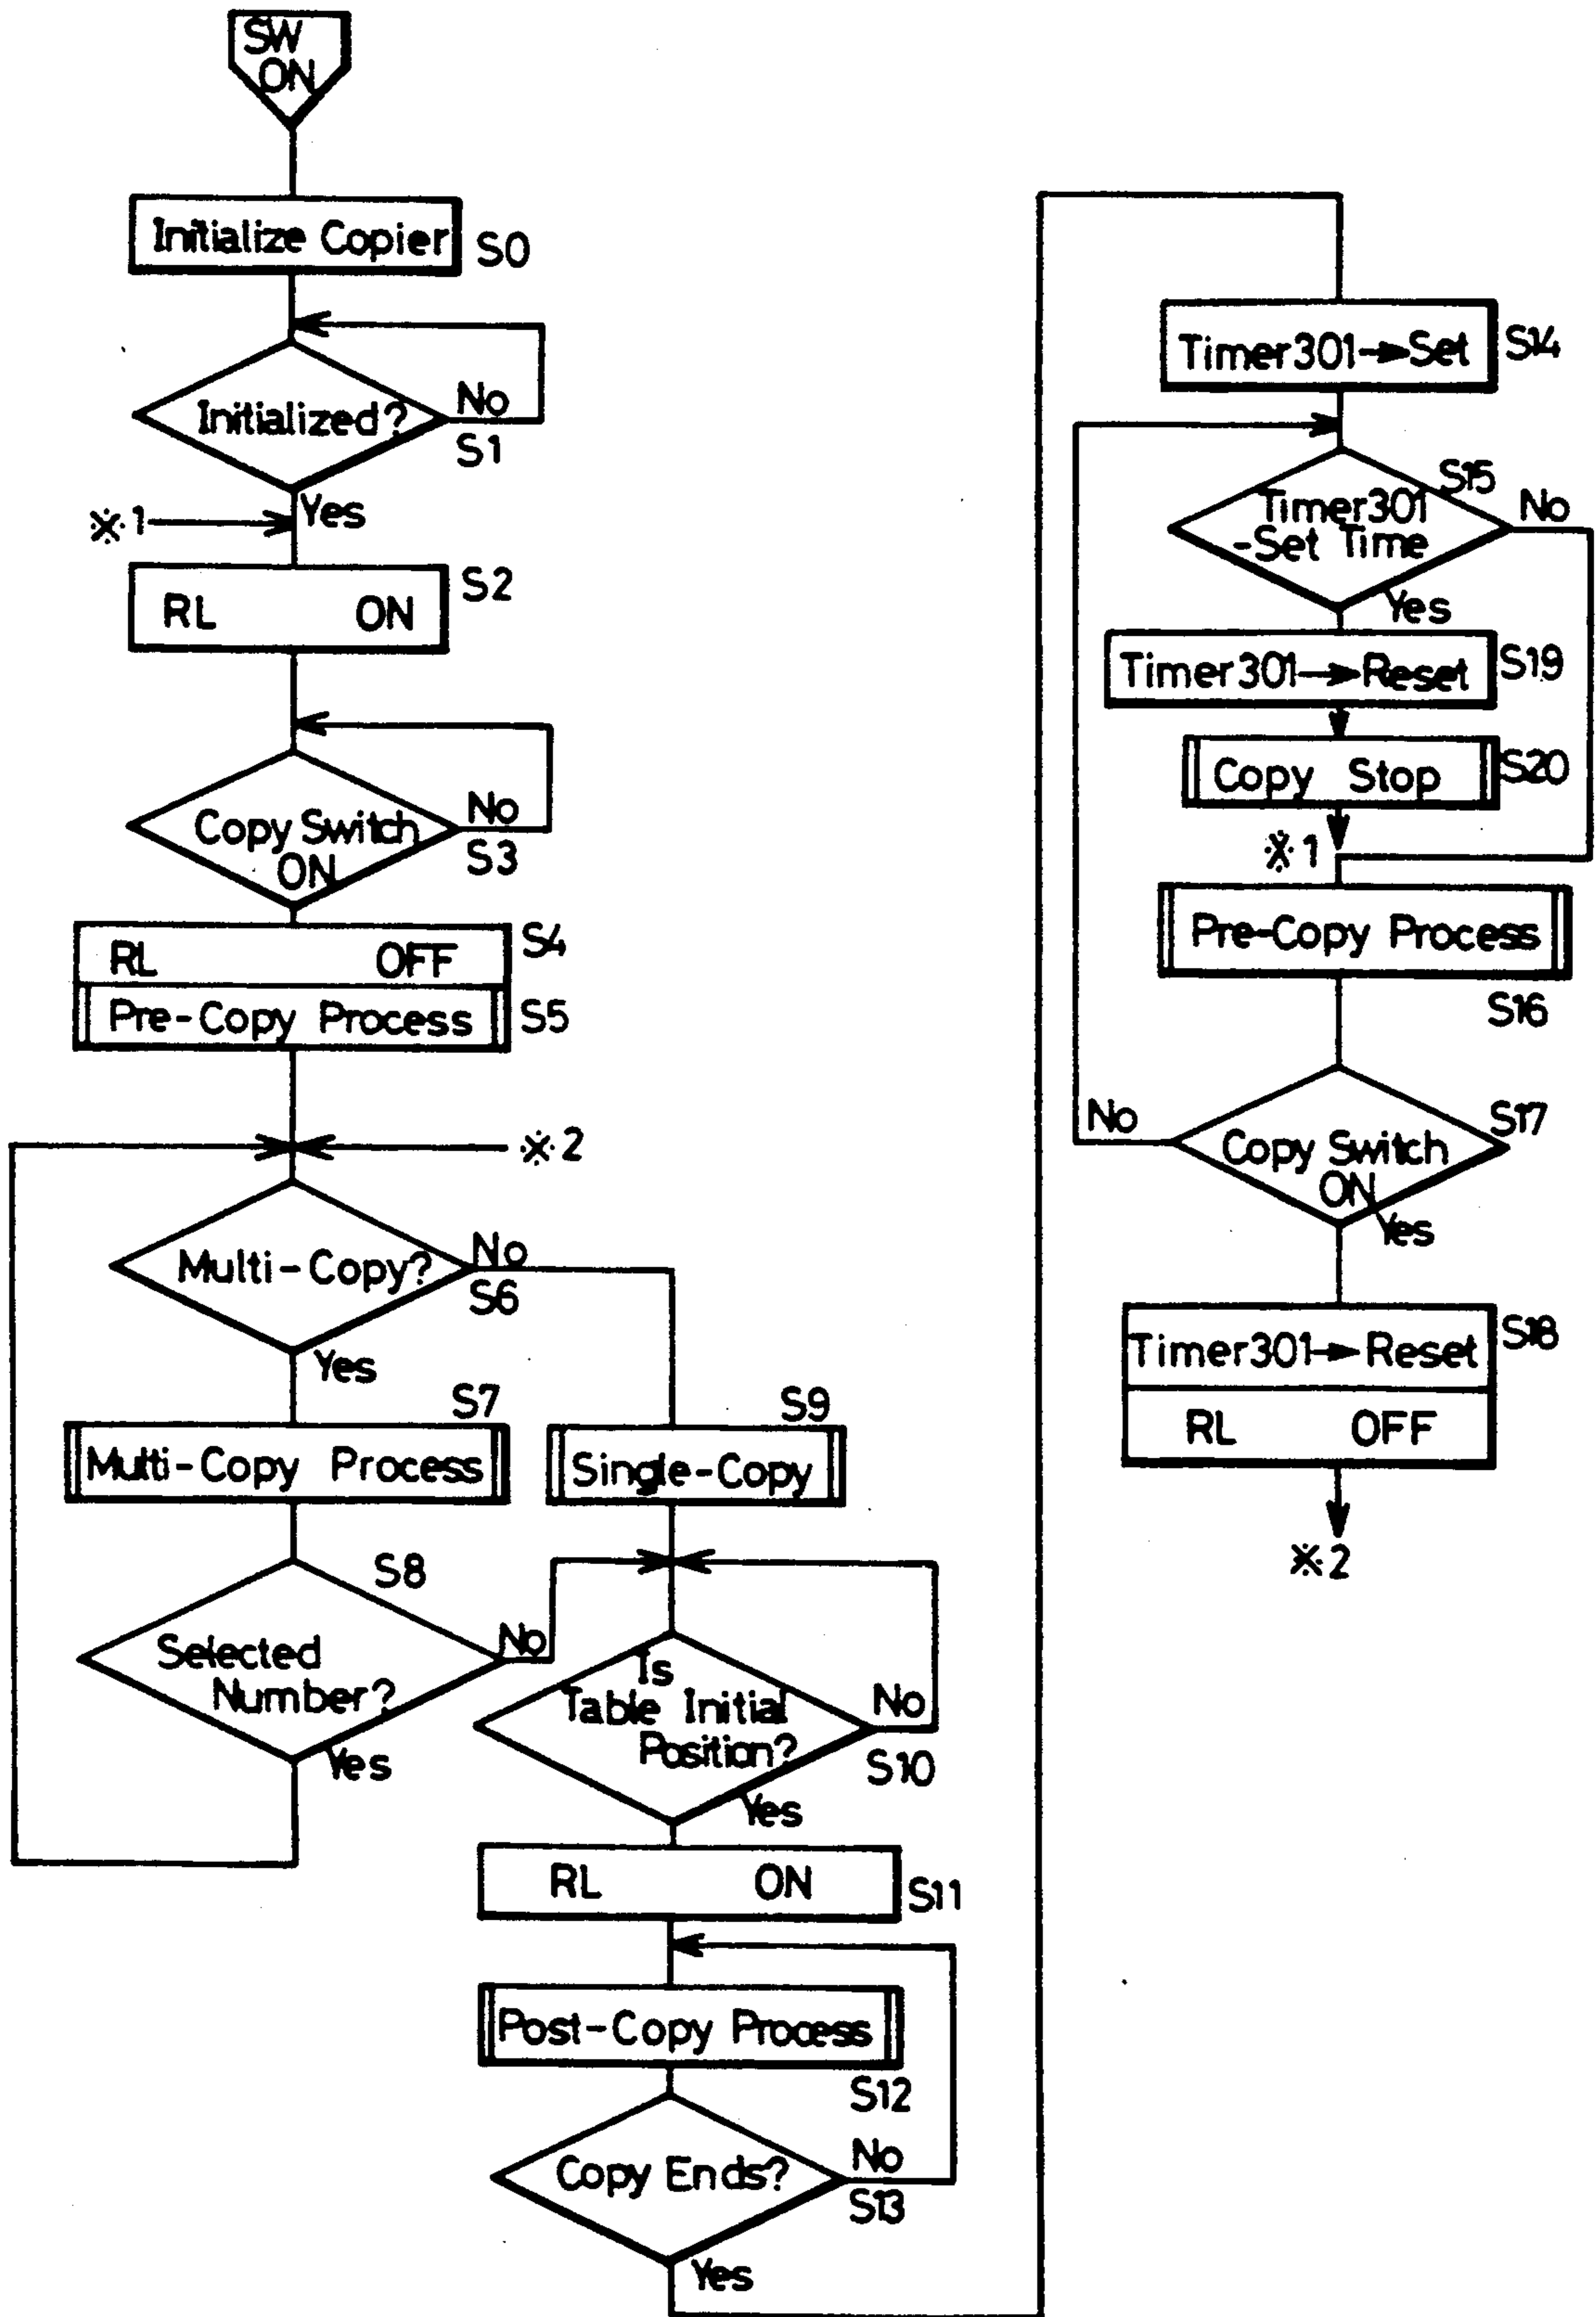 SW
ON
Initialize Copier
S0
Initialized?
No
S1
Yes
※1
RL ON
S2
Copy Switch
ON
No
S3
RL OFF
S4
Pre-Copy Process
S5
※2
Multi-Copy?
No
S6
Yes
S7
Multi-Copy Process
S8
Selected
Number?
No
Yes
S9
Single-Copy
Is
Table Initial
Position?
No
S10
Yes
RL ON
S11
Post-Copy Process
S12
Copy Ends?
No
S13
Yes
Timer301→Set
S14
S15
Timer301
-Set Time
No
Yes
Timer301→Reset
S19
Copy Stop
S20
※1
Pre-Copy Process
S16
No
Copy Switch
ON
S17
Yes
Timer301→Reset
S18
RL OFF
※2